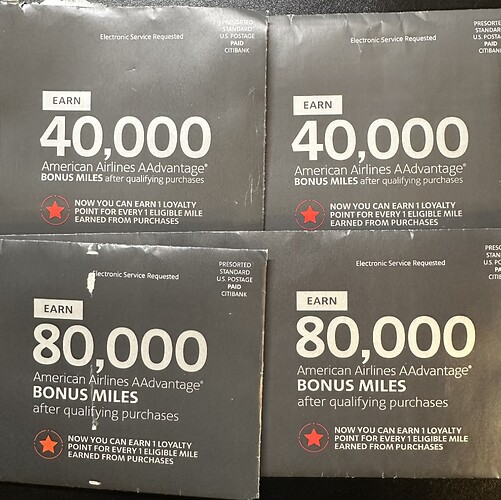 Electronic Service Requested
PRESORTED
STANDARD
U.S. POSTAGE
PAID
CITIBANK
EARN
40,000
American Airlines AAdvantage®
BONUS MILES after qualifying purchases
NOW YOU CAN EARN 1 LOYALTY
POINT FOR EVERY 1 ELIGIBLE MILE
EARNED FROM PURCHASES
Electronic Service Requested
PRESORTE
STANDARD
U.S. POSTA
PAID
CITIBANK
EARN
40,000
American Airlines AAdvantage®
BONUS MILES after qualifying purchases
NOW YOU CAN EARN 1 LOYALTY
POINT FOR EVERY 1 ELIGIBLE MILE
EARNED FROM PURCHASES
Electronic Service Requested
PRESORTED
STANDARD
U.S. POSTAGE
PAID
CITIBANK
EARN
80,000
American Airlines AAdvantage®
BONUS MILES
after qualifying purchases
NOW YOU CAN EARN 1 LOYALTY
POINT FOR EVERY 1 ELIGIBLE MILE
EARNED FROM PURCHASES
Electronic Service Requested
EARN
80,000
American Airlines AAdvantage®
BONUS MILES
after qualifying purchases
NOW YOU CAN EARN 1 LOYALTY
POINT FOR EVERY 1 ELIGIBLE MILE
EARNED FROM PURCHASES